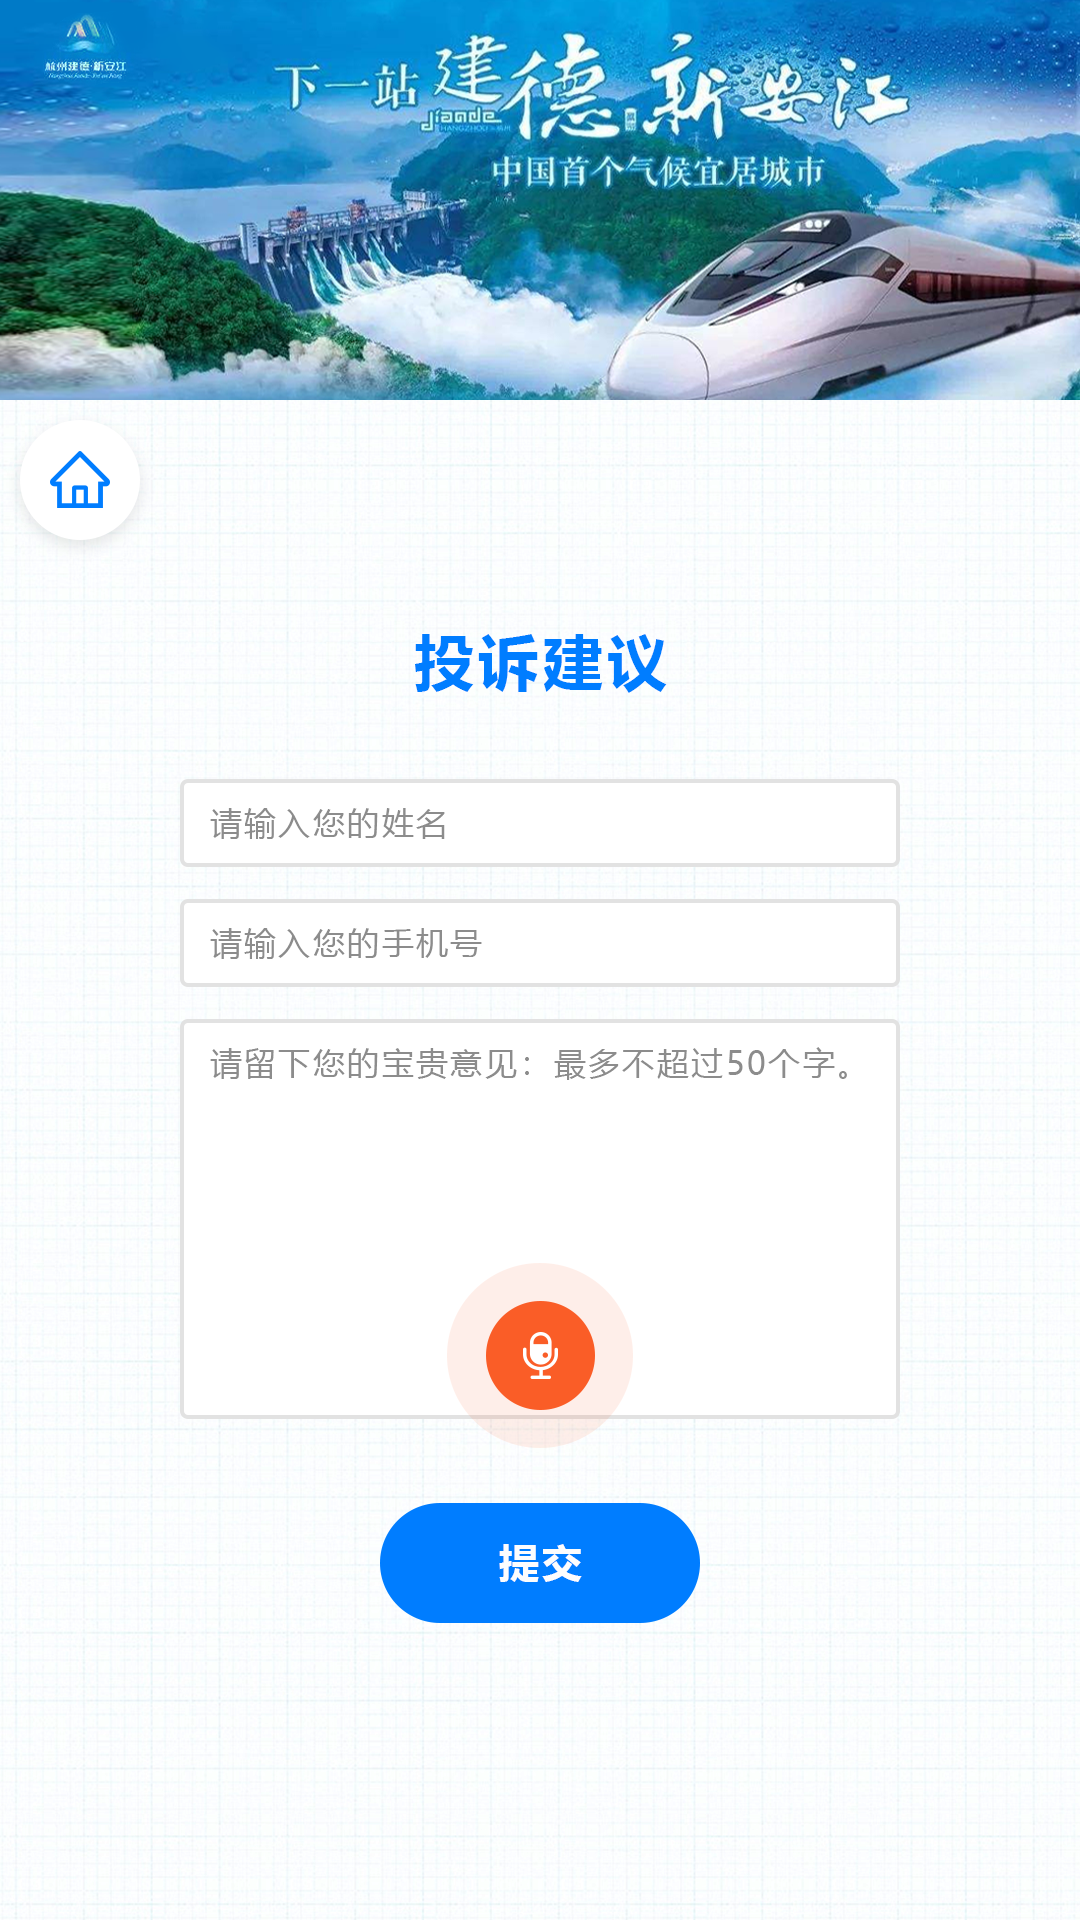 杭州建德·新安江
下一站 建德 新安江
jiande
HANGZHOU
中国首个气候宜居城市
投诉建议
请输入您的姓名
请输入您的手机号
请留下您的宝贵意见：最多不超过50个字。
提交